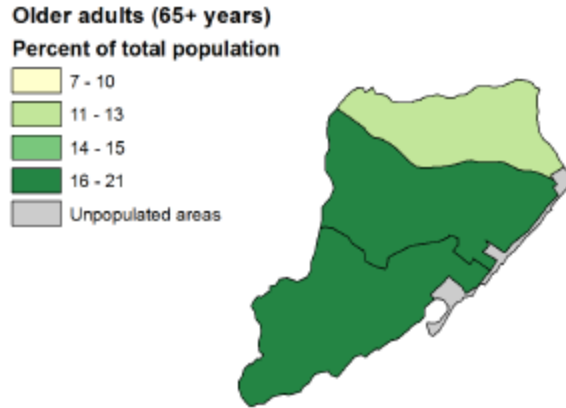 Older adults (65+ years)
Percent of total population
7 - 10
11 - 13
14 - 15
16 - 21
Unpopulated areas